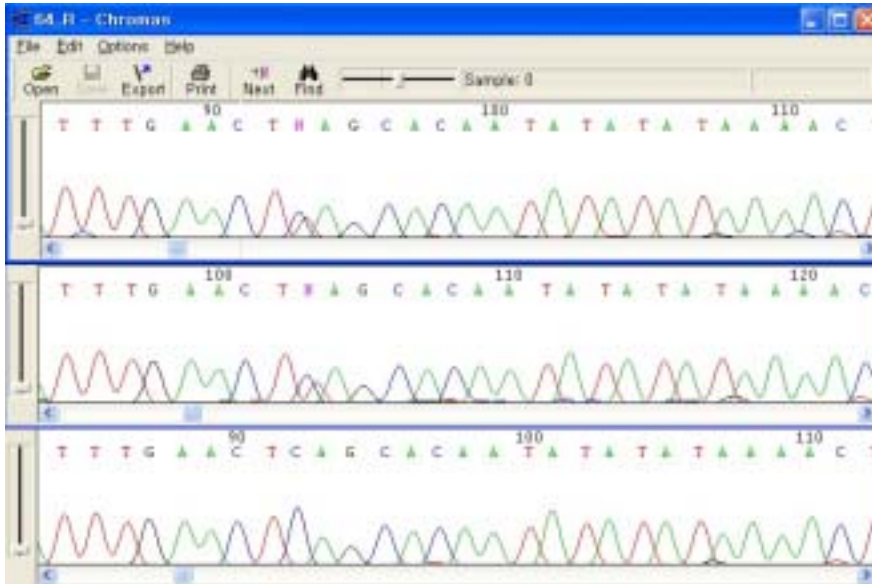 64_R - Chromas
File Edit Options Help
Open Save Export Print Next Find Sample: 0
90 100 110
T T T G A A C T N A G C A C A A T A T A T A T A A A A C
100 110 120
T T T G A A C T N A G C A C A A T A T A T A T A A A A C
90 100 110
T T T G A A C T C A G C A C A A T A T A T A T A A A A C T